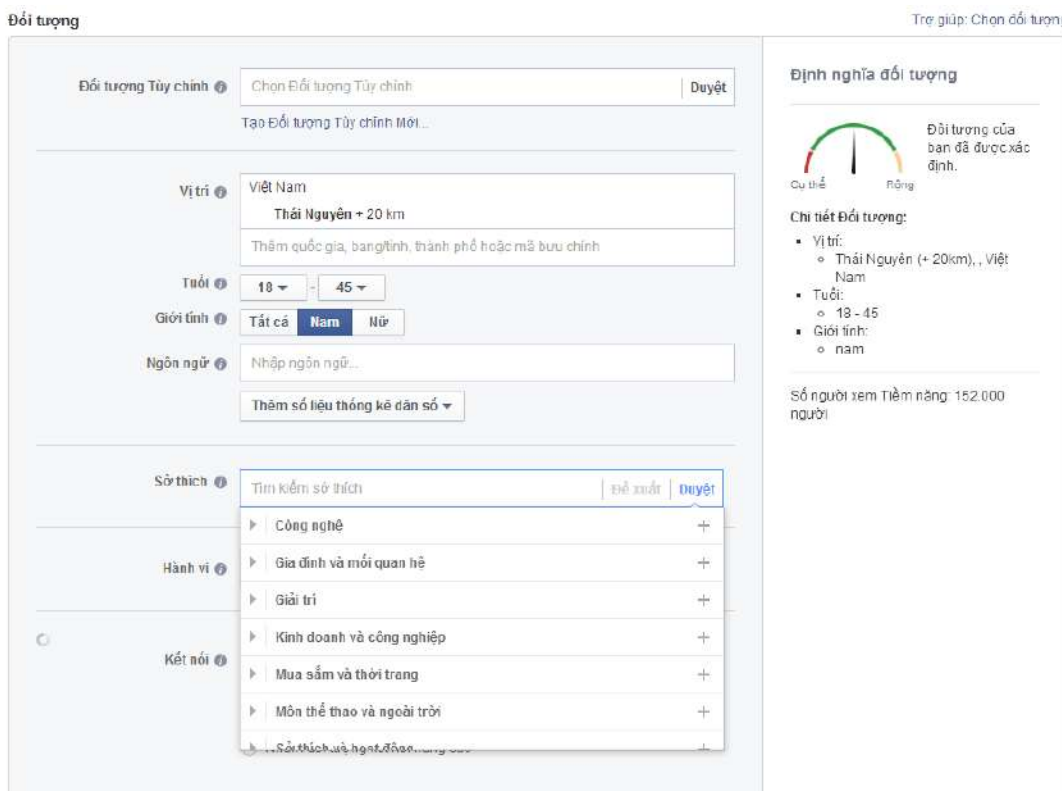 Đối tượng
Trợ giúp: Chọn đối tượn
Đối tượng Tùy chỉnh
Chọn Đối tượng Tùy chỉnh
Duyệt
Tạo Đối tượng Tùy chỉnh Mới...
Vị trí
Việt Nam
Thái Nguyên + 20 km
Thêm quốc gia, bang/tỉnh, thành phố hoặc mã bưu chính
Tuổi
18 - 45
Giới tính
Tất cả Nam Nữ
Ngôn ngữ
Nhập ngôn ngữ...
Thêm số liệu thống kê dân số
Sở thích
Tìm kiếm sở thích
Đề xuất
Duyệt
Công nghệ
Gia đình và mối quan hệ
Giải trí
Kinh doanh và công nghiệp
Mua sắm và thời trang
Môn thể thao và ngoài trời
Sở thích và hoạt động
Hành vi
Kết nối
Định nghĩa đối tượng
Đối tượng của
bạn đã được xác
định.
Cụ thể
Rộng
Chi tiết Đối tượng:
Vị trí:
Thái Nguyên (+ 20km), , Việt
Nam
Tuổi:
18 - 45
Giới tính:
nam
Số người xem Tiềm năng: 152.000
người